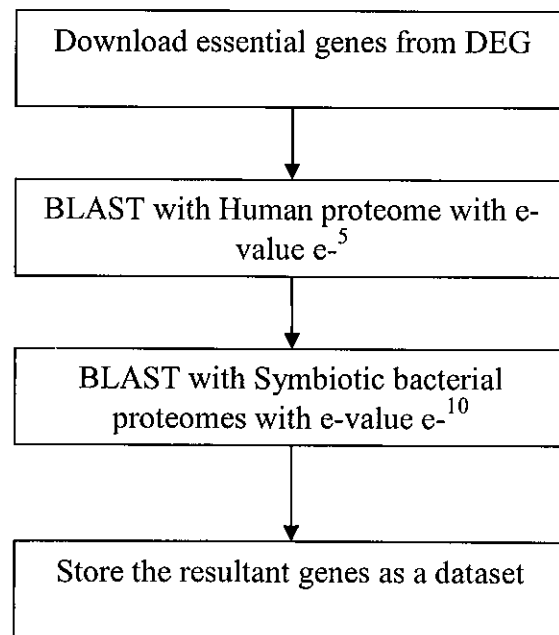 Download essential genes from DEG
BLAST with Human proteome with e-
value e-⁵
BLAST with Symbiotic bacterial
proteomes with e-value e-¹⁰
Store the resultant genes as a dataset